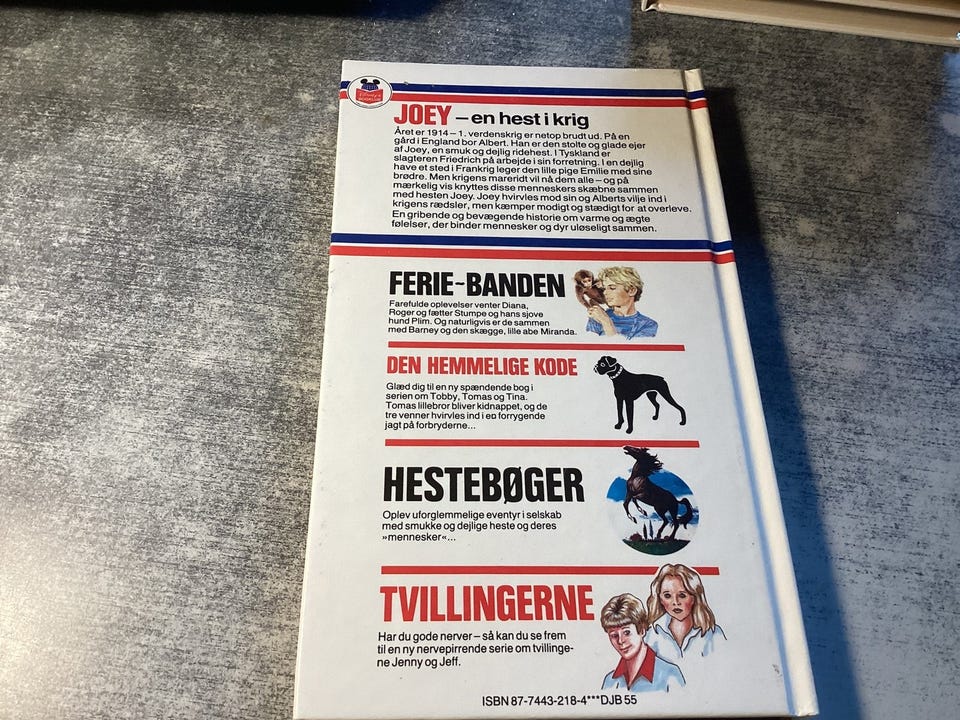 JOEY – en hest i krig
Året er 1914 – 1. verdenskrig er netop brudt ud. På en
gård i England bor Albert. Han er den stolte og glade ejer
af Joey, en smuk og dejlig ridehest. I Tyskland er
slagteren Friedrich på arbejde i sin forretning. I en dejlig
have et sted i Frankrig leger den lille pige Emilie med sine
brødre. Men krigens mareridt vil nå dem alle – og på
mærkelig vis knyttes disse menneskers skæbne sammen
med hesten Joey. Joey hvirvles mod sin og Alberts vilje ind i
krigens rædsler, men kæmper modigt og stædigt for at overleve.
En gribende og bevægende historie om varme og ægte
følelser, der binder mennesker og dyr uløseligt sammen.
FERIE-BANDEN
Farefulde oplevelser venter Diana,
Roger og fætter Stumpe og hans sjove
hund Plim. Og naturligvis er de sammen
med Barney og den skægge, lille abe Miranda.
DEN HEMMELIGE KODE
Glæd dig til en ny spændende bog i
serien om Tobby, Tomas og Tina.
Tomas lillebror bliver kidnappet, og de
tre venner hvirvles ind i en forrygende
jagt på forbryderne...
HESTEBØGER
Oplev uforglemmelige eventyr i selskab
med smukke og dejlige heste og deres
»mennesker«...
TVILLINGERNE
Har du gode nerver – så kan du se frem
til en ny nervepirrende serie om tvillinge-
ne Jenny og Jeff.
ISBN 87-7443-218-4***DJB 55